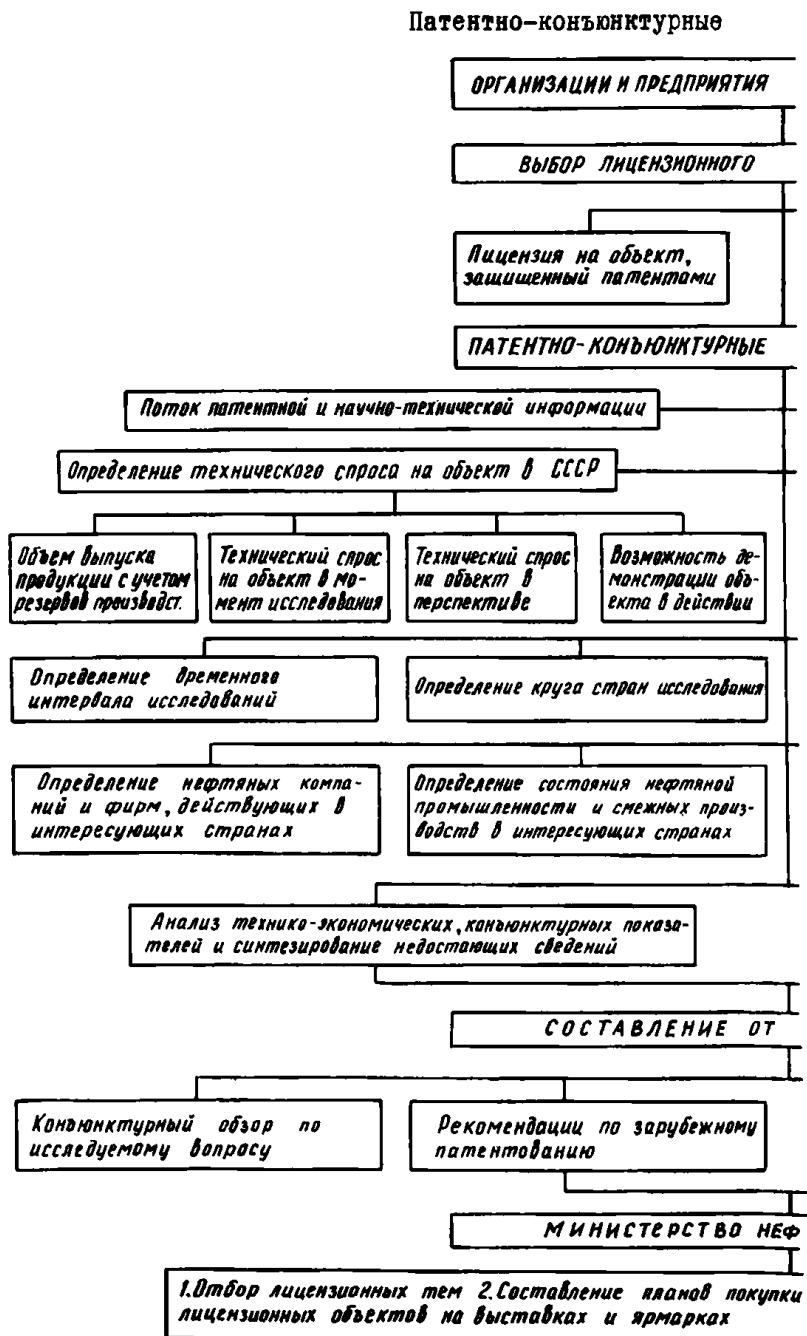 Патентно-конъюнктурные
ОРГАНИЗАЦИИ И ПРЕДПРИЯТИЯ
ВЫБОР ЛИЦЕНЗИОННОГО
Лицензия на объект,
защищенный патентами
ПАТЕНТНО-КОНЪЮНКТУРНЫЕ
Поток патентной и научно-технической информации
Определение технического спроса на объект в СССР
Объем выпуска
продукции с учетом
резервов производст.
Технический спрос
на объект в мо-
мент исследования
Технический спрос
на объект в
перспективе
Возможность де-
монстрации объ-
екта в действии
Определение временного
интервала исследований
Определение круга стран исследования
Определение нефтяных компа-
ний и фирм, действующих в
интересующих странах
Определение состояния нефтяной
промышленности и смежных произ-
водств в интересующих странах
Анализ технико-экономических, конъюнктурных показа-
телей и синтезирование недостающих сведений
СОСТАВЛЕНИЕ ОТ
Конъюнктурный обзор по
исследуемому вопросу
Рекомендации по зарубежному
патентованию
МИНИСТЕРСТВО НЕФ
1.Отбор лицензионных тем 2.Составление планов покупки
лицензионных объектов на выставках и ярмарках